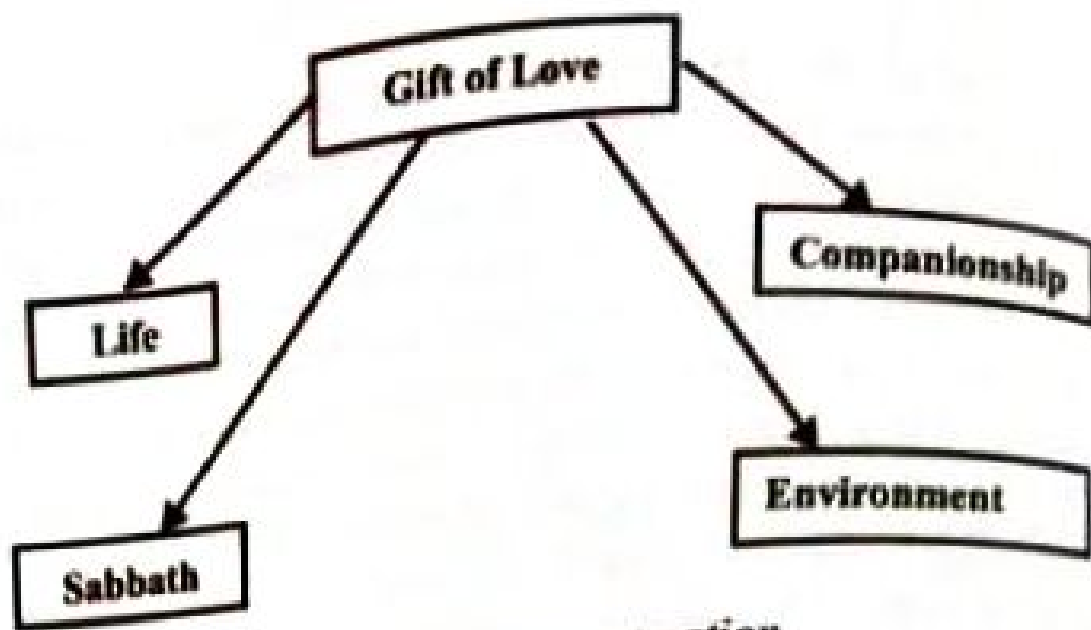 Gift of Love
Companionship
Life
Environment
Sabbath